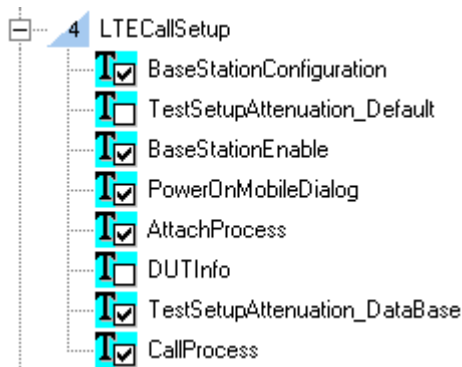 4 LTECallSetup
T BaseStationConfiguration
T TestSetupAttenuation_Default
T BaseStationEnable
T PowerOnMobileDialog
T AttachProcess
T DUTInfo
T TestSetupAttenuation_DataBase
T CallProcess